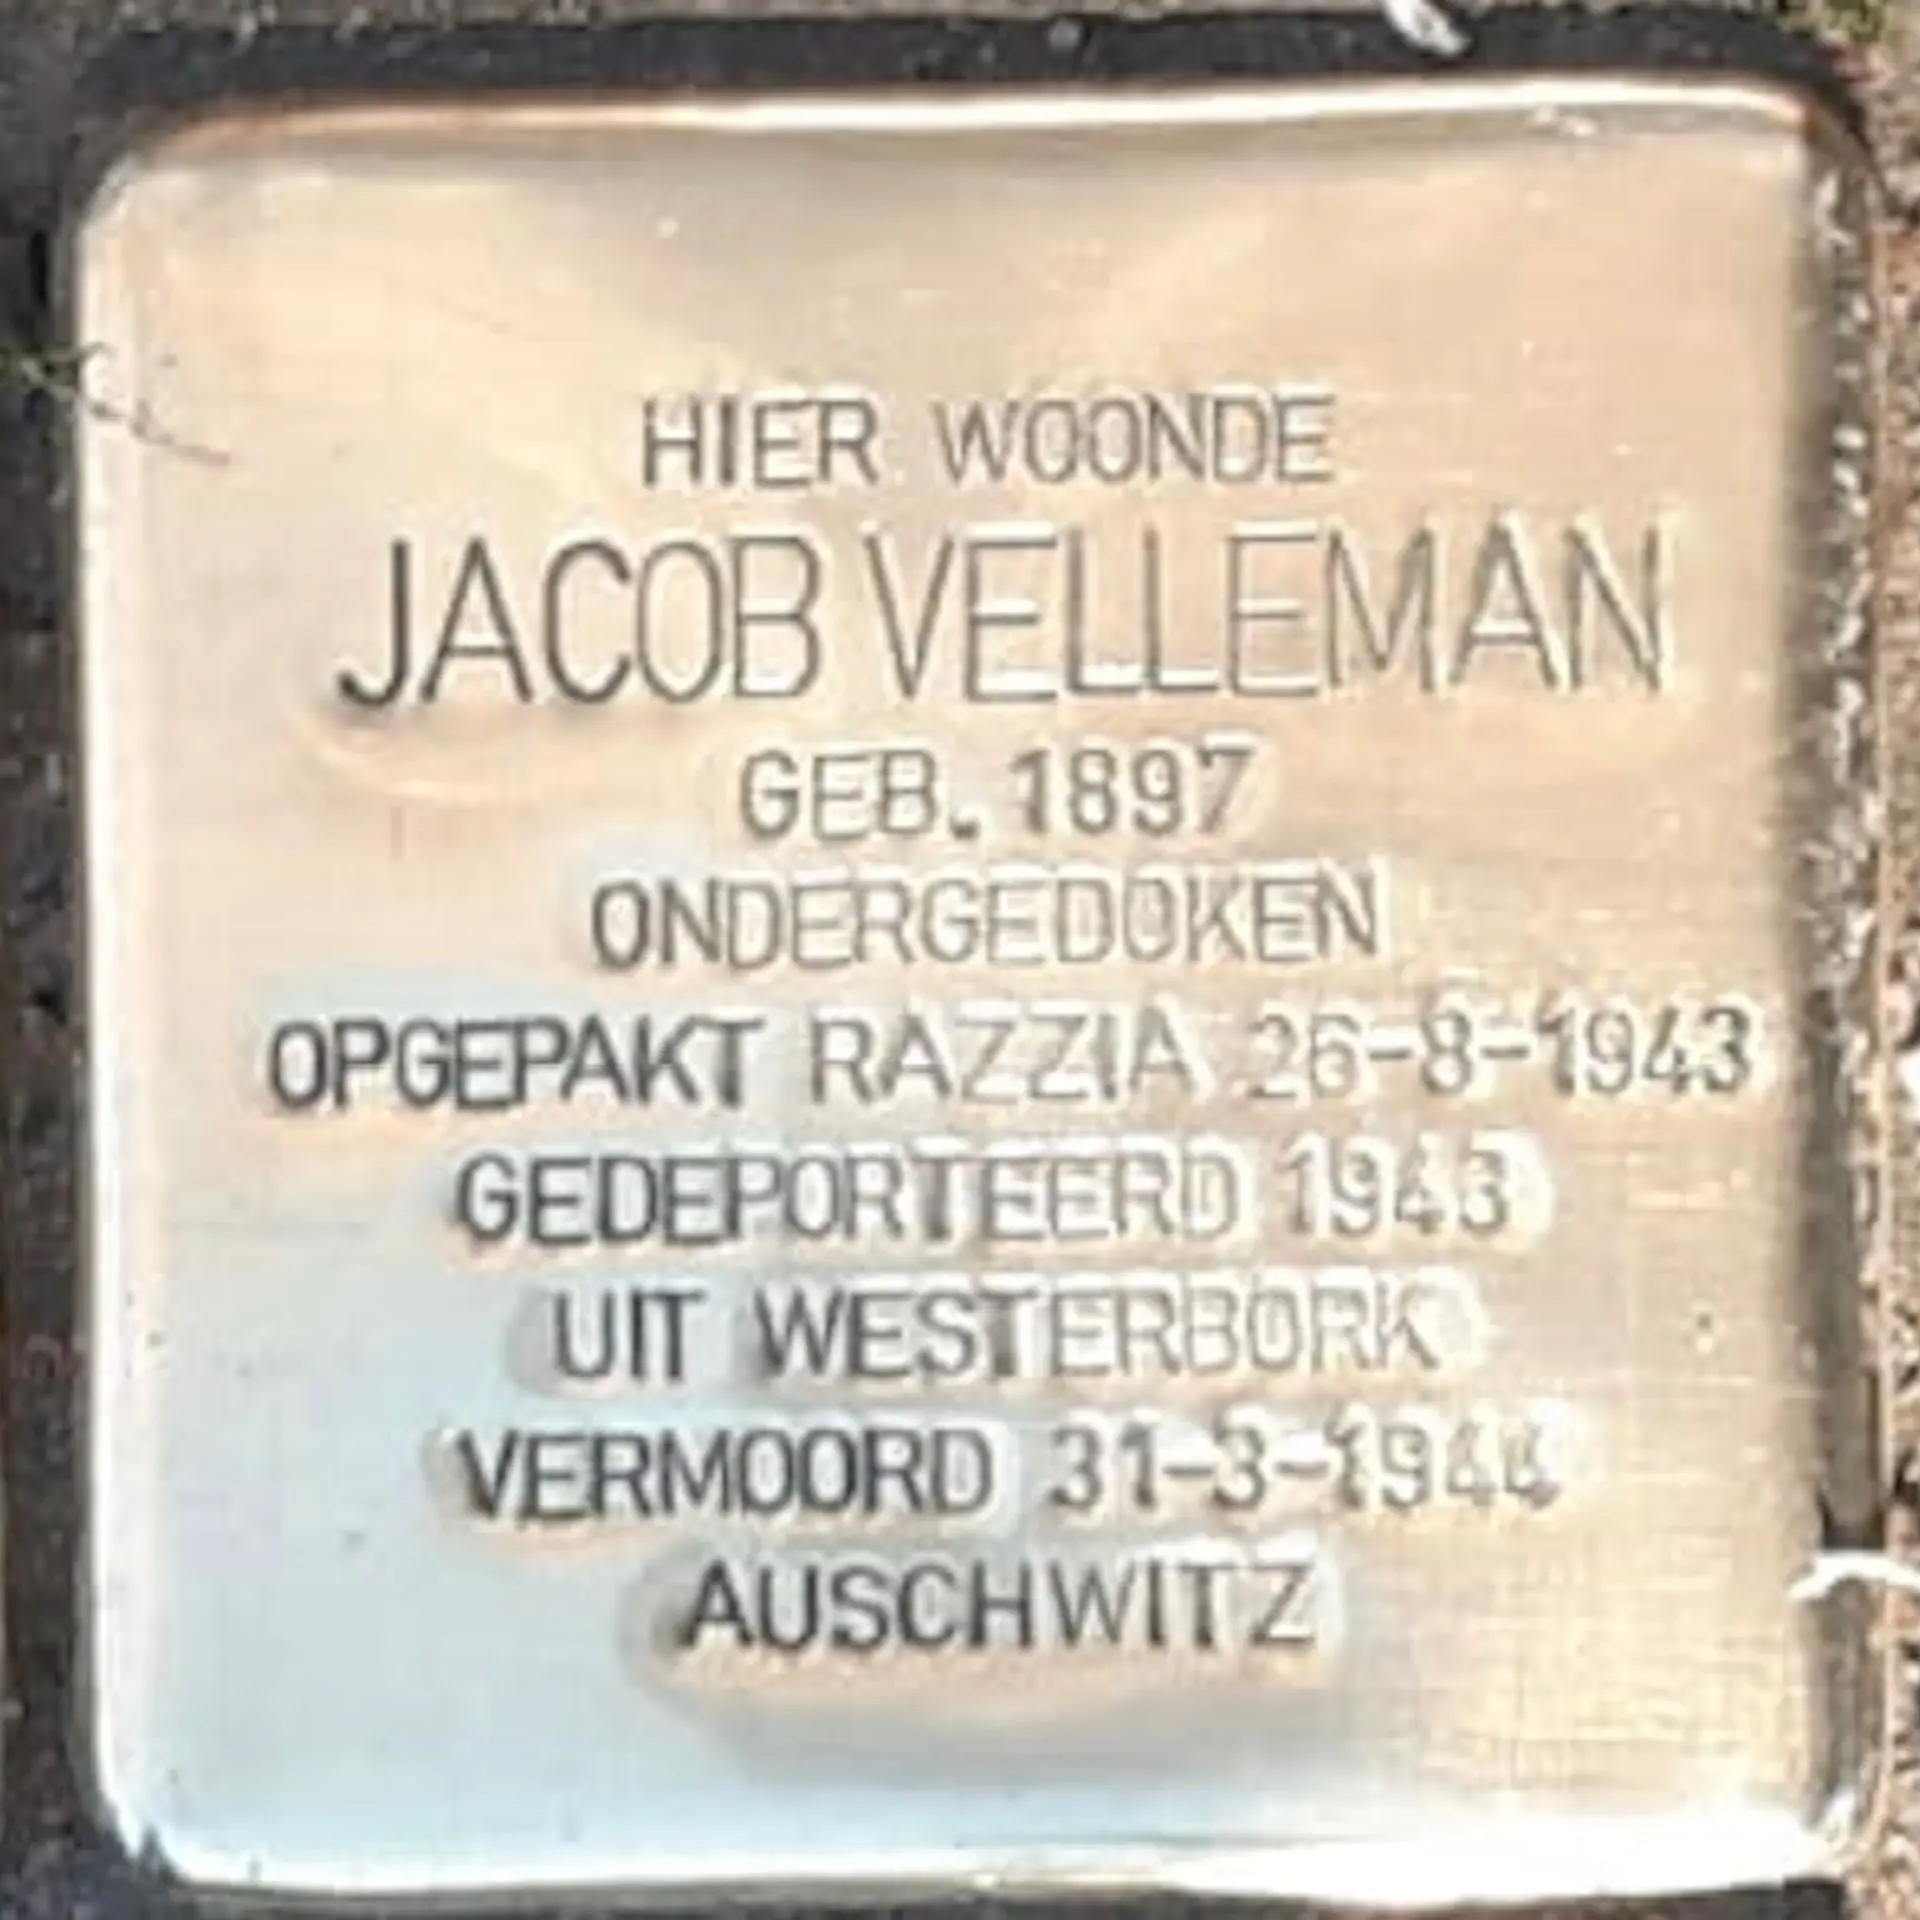 HIER WOONDE
JACOB VELLEMAN
GEB. 1897
ONDERGEDOKEN
OPGEPAKT RAZZIA 26-8-1943
GEDEPORTEERD 1943
UIT WESTERBORK
VERMOORD 31-3-1944
AUSCHWITZ